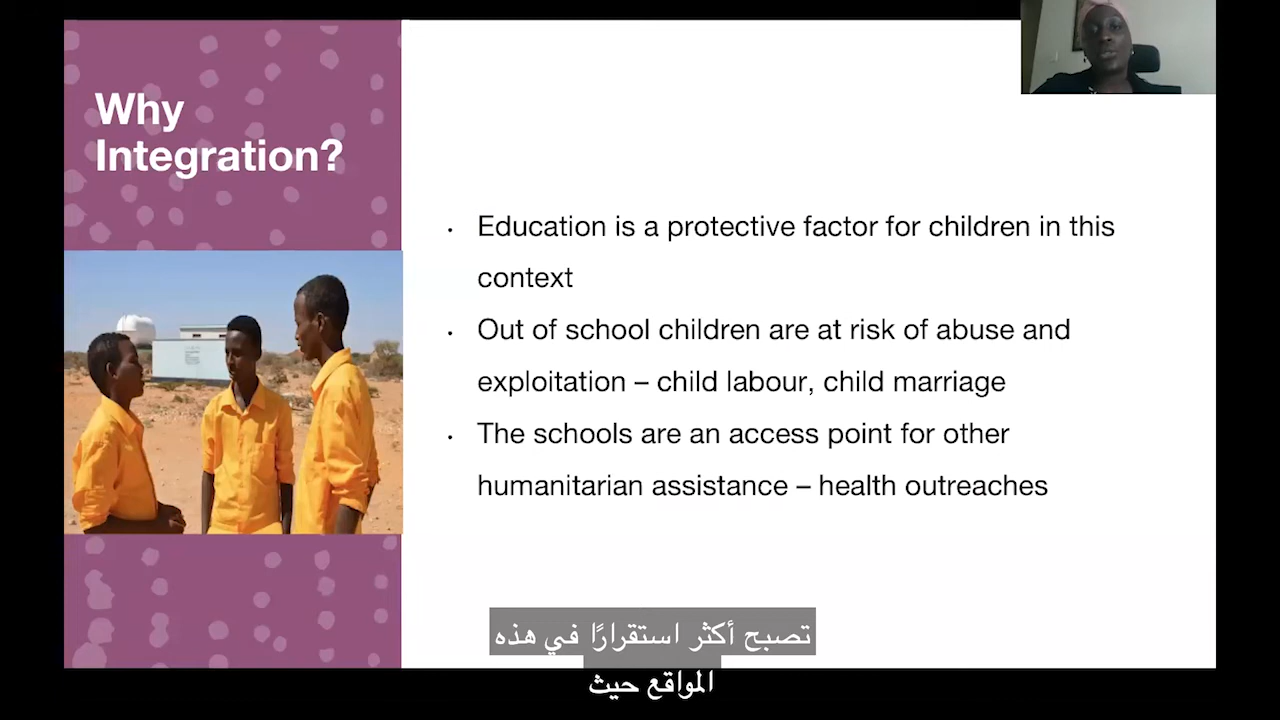 Why
Integration?
• Education is a protective factor for children in this
context
• Out of school children are at risk of abuse and
exploitation – child labour, child marriage
• The schools are an access point for other
humanitarian assistance – health outreaches
تصبح أكثر استقرارًا في هذه
المواقع حيث